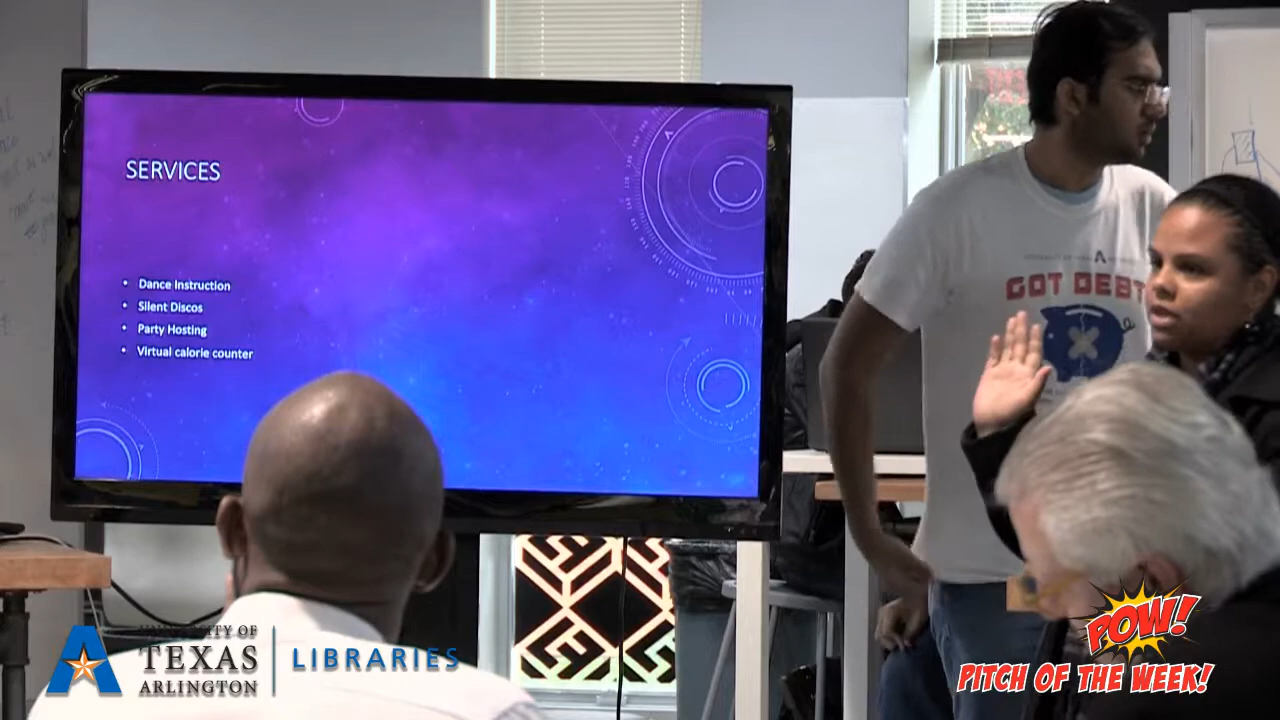 SERVICES
• Dance Instruction
• Silent Discos
• Party Hosting
• Virtual calorie counter
GOT DEBT
UNIVERSITY OF
TEXAS
ARLINGTON
LIBRARIES
POW!
PITCH OF THE WEEK!